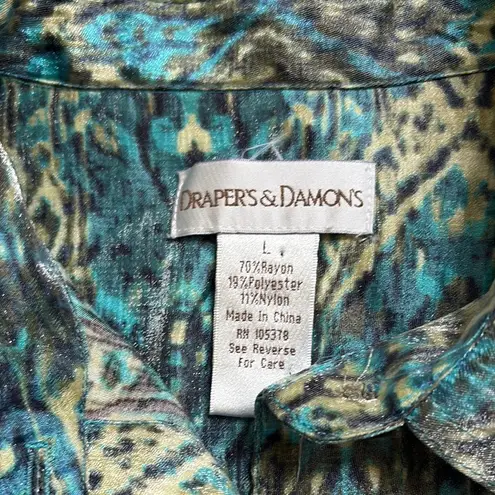 DRAPER'S & DAMON'S
L
70%Rayon
19%Polyester
11%Nylon
Made in China
RN 105378
See Reverse
For Care